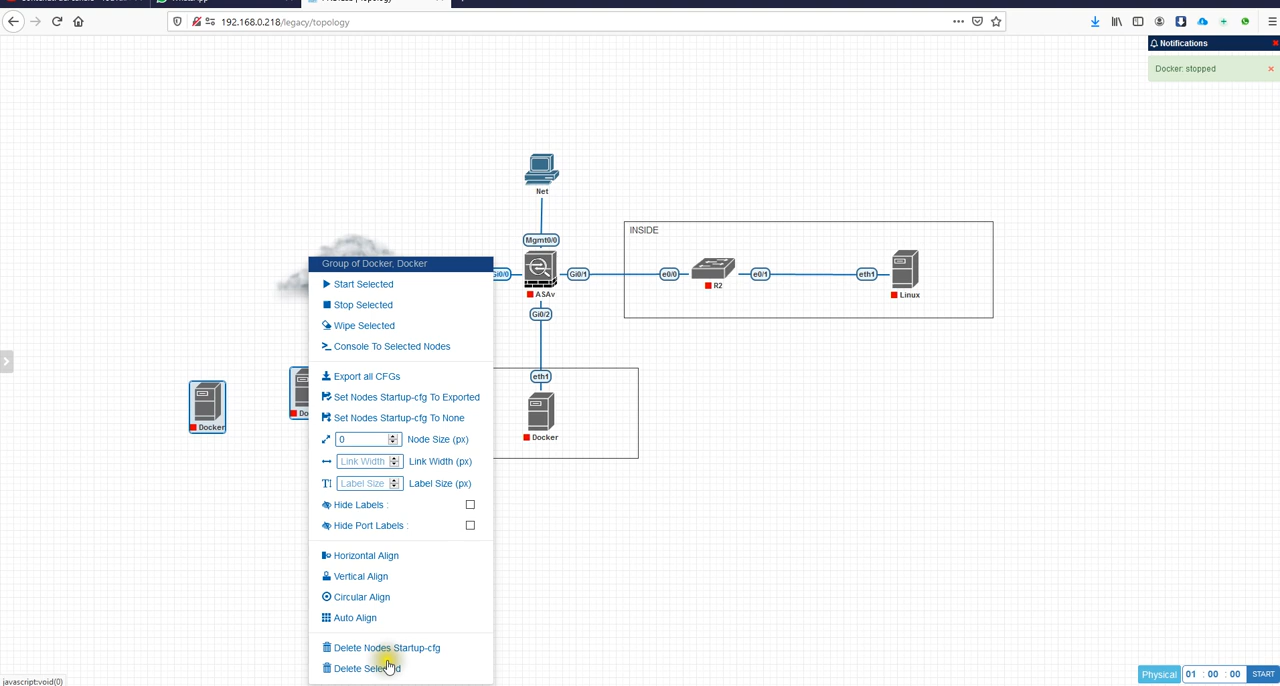 192.168.0.218/legacy/topology
Notifications
Docker: stopped
Net
Mgmt0/0
INSIDE
Gi0/0
Gi0/1
e0/0
e0/1
eth1
ASAv
R2
Linux
Gi0/2
Group of Docker, Docker
Start Selected
Stop Selected
Wipe Selected
Console To Selected Nodes
Export all CFGs
Set Nodes Startup-cfg To Exported
Set Nodes Startup-cfg To None
0 Node Size (px)
Link Width Link Width (px)
Label Size Label Size (px)
Hide Labels :
Hide Port Labels :
Horizontal Align
Vertical Align
Circular Align
Auto Align
Delete Nodes Startup-cfg
Delete Selected
eth1
Docker
Do
Docker
javascript:void(0)
Physical 01 : 00 : 00 START